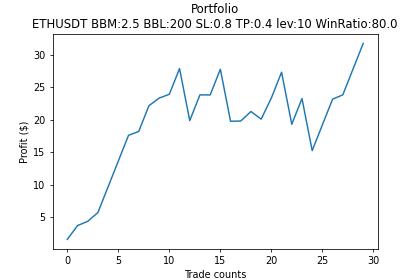 Portfolio
ETHUSDT BBM:2.5 BBL:200 SL:0.8 TP:0.4 lev:10 WinRatio:80.0
Profit ($)
30
25
20
15
10
5
0 5 10 15 20 25 30
Trade counts